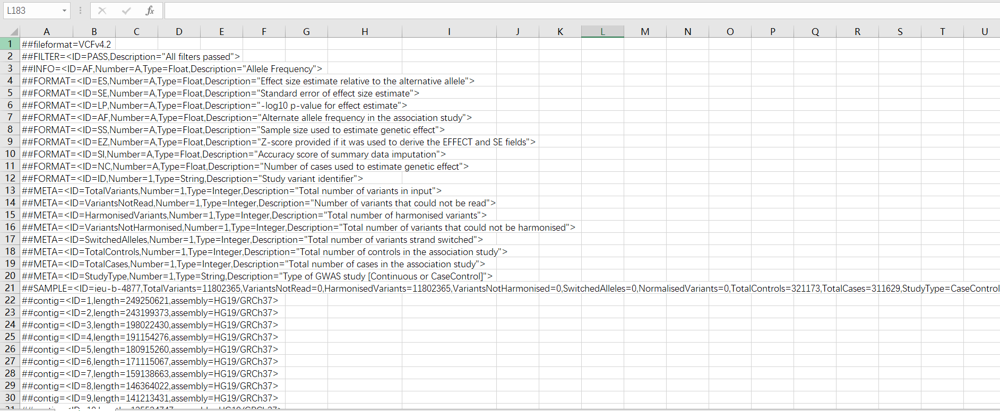 L183
fx
A B C D E F G H I J K L M N O P Q R S T U
1 ##fileformat=VCFv4.2
2 ##FILTER=<ID=PASS,Description="All filters passed">
3 ##INFO=<ID=AF,Number=A,Type=Float,Description="Allele Frequency">
4 ##FORMAT=<ID=ES,Number=A,Type=Float,Description="Effect size estimate relative to the alternative allele">
5 ##FORMAT=<ID=SE,Number=A,Type=Float,Description="Standard error of effect size estimate">
6 ##FORMAT=<ID=LP,Number=A,Type=Float,Description="-log10 p-value for effect estimate">
7 ##FORMAT=<ID=AF,Number=A,Type=Float,Description="Alternate allele frequency in the association study">
8 ##FORMAT=<ID=SS,Number=A,Type=Float,Description="Sample size used to estimate genetic effect">
9 ##FORMAT=<ID=EZ,Number=A,Type=Float,Description="Z-score provided if it was used to derive the EFFECT and SE fields">
10 ##FORMAT=<ID=SI,Number=A,Type=Float,Description="Accuracy score of summary data imputation">
11 ##FORMAT=<ID=NC,Number=A,Type=Float,Description="Number of cases used to estimate genetic effect">
12 ##FORMAT=<ID=ID,Number=1,Type=String,Description="Study variant identifier">
13 ##META=<ID=TotalVariants,Number=1,Type=Integer,Description="Total number of variants in input">
14 ##META=<ID=VariantsNotRead,Number=1,Type=Integer,Description="Number of variants that could not be read">
15 ##META=<ID=HarmonisedVariants,Number=1,Type=Integer,Description="Total number of harmonised variants">
16 ##META=<ID=VariantsNotHarmonised,Number=1,Type=Integer,Description="Total number of variants that could not be harmonised">
17 ##META=<ID=SwitchedAlleles,Number=1,Type=Integer,Description="Total number of variants strand switched">
18 ##META=<ID=TotalControls,Number=1,Type=Integer,Description="Total number of controls in the association study">
19 ##META=<ID=TotalCases,Number=1,Type=Integer,Description="Total number of cases in the association study">
20 ##META=<ID=StudyType,Number=1,Type=String,Description="Type of GWAS study [Continuous or CaseControl]">
21 ##SAMPLE=<ID=ieu-b-4877,TotalVariants=11802365,VariantsNotRead=0,HarmonisedVariants=11802365,VariantsNotHarmonised=0,SwitchedAlleles=0,NormalisedVariants=0,TotalControls=321173,TotalCases=311629,StudyType=CaseControl
22 ##contig=<ID=1,length=249250621,assembly=HG19/GRCh37>
23 ##contig=<ID=2,length=243199373,assembly=HG19/GRCh37>
24 ##contig=<ID=3,length=198022430,assembly=HG19/GRCh37>
25 ##contig=<ID=4,length=191154276,assembly=HG19/GRCh37>
26 ##contig=<ID=5,length=180915260,assembly=HG19/GRCh37>
27 ##contig=<ID=6,length=171115067,assembly=HG19/GRCh37>
28 ##contig=<ID=7,length=159138663,assembly=HG19/GRCh37>
29 ##contig=<ID=8,length=146364022,assembly=HG19/GRCh37>
30 ##contig=<ID=9,length=141213431,assembly=HG19/GRCh37>